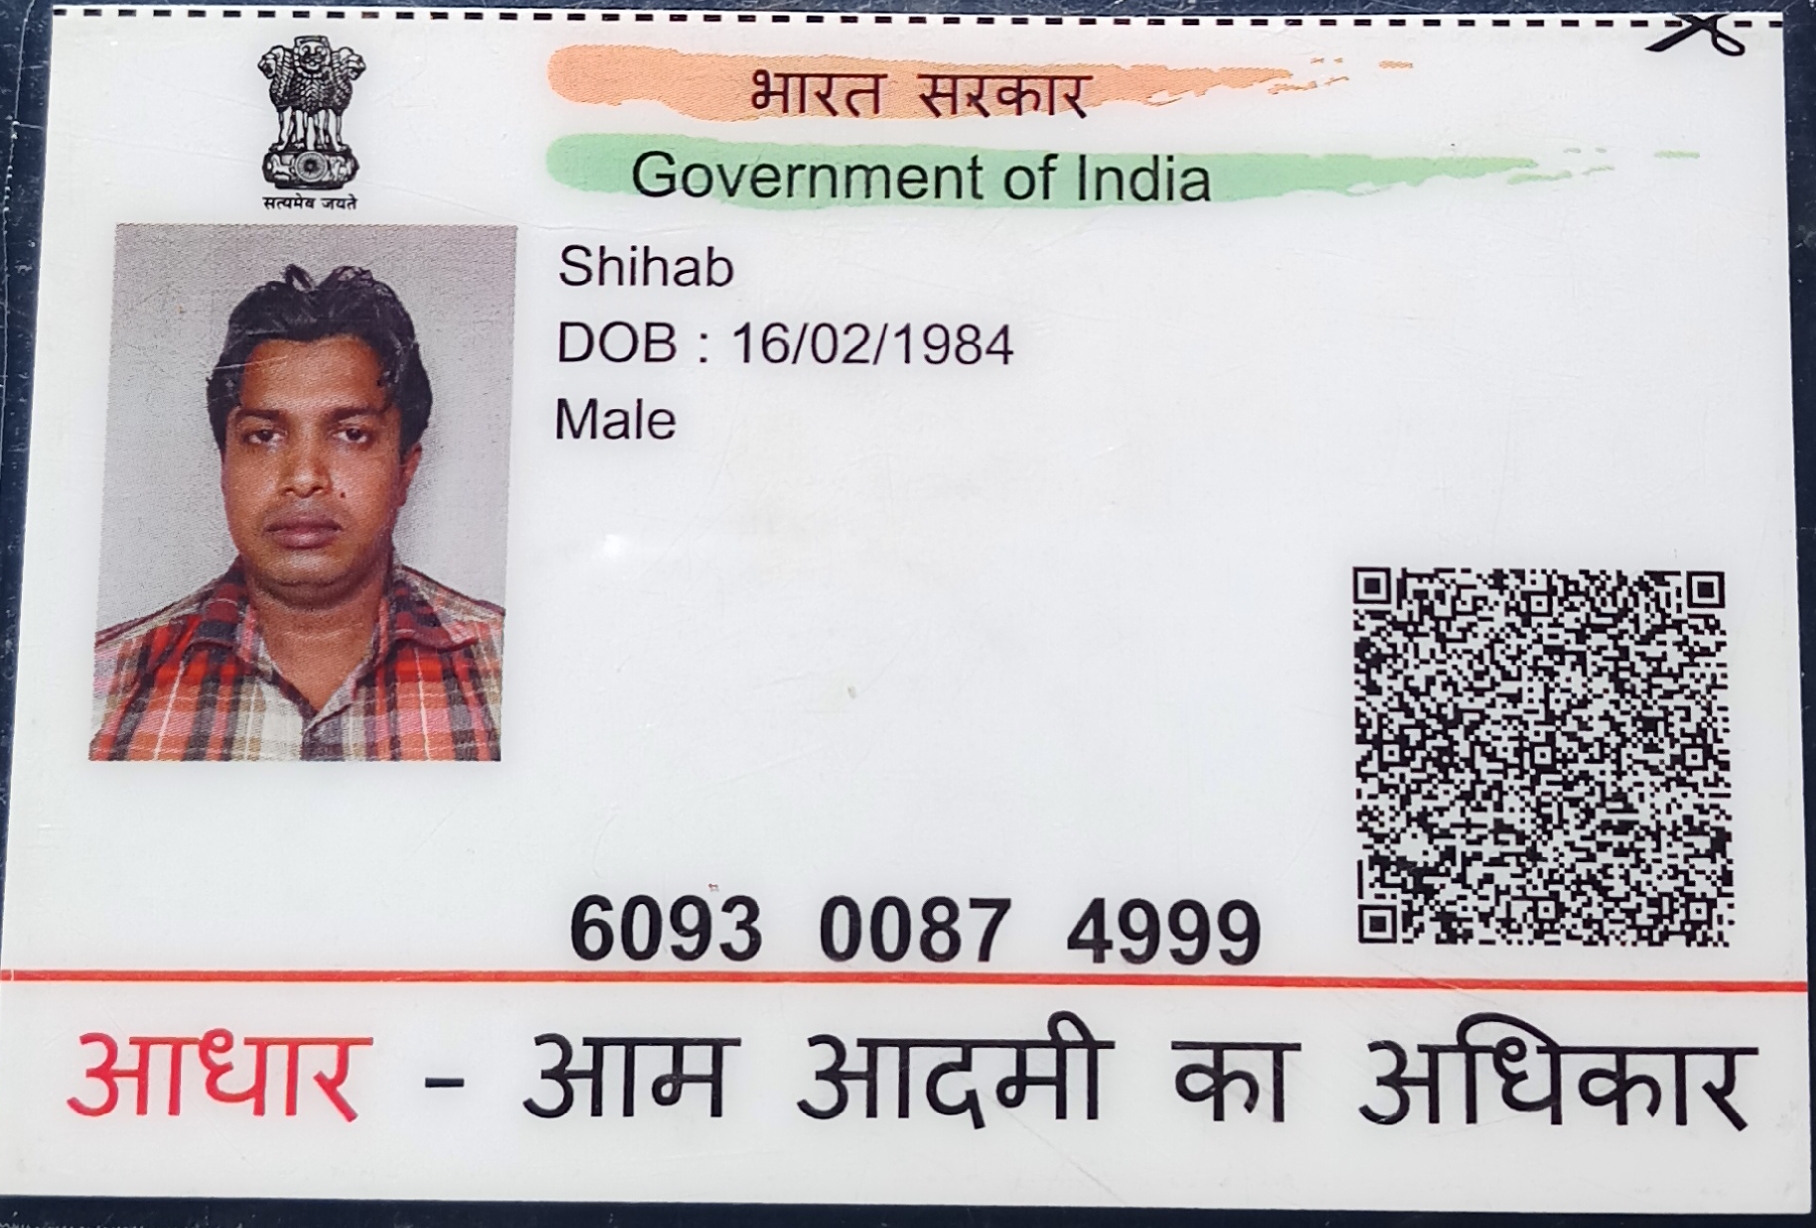 सत्यमेव जयते
भारत सरकार
Government of India
Shihab
DOB : 16/02/1984
Male
6093 0087 4999
आधार - आम आदमी का अधिकार